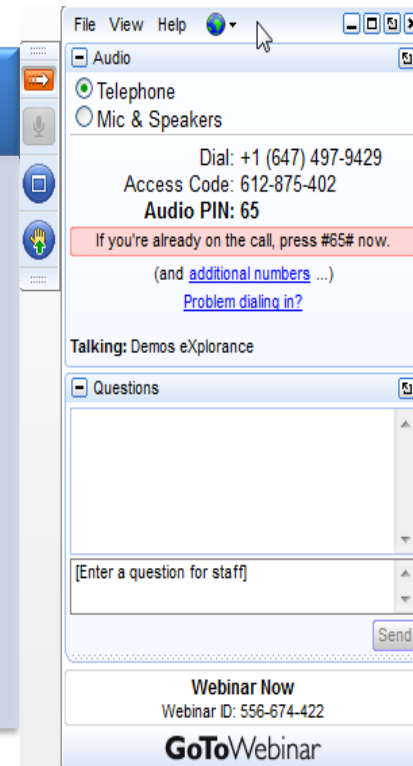 File View Help
Audio
Telephone
Mic & Speakers
Dial: +1 (647) 497-9429
Access Code: 612-875-402
Audio PIN: 65
If you're already on the call, press #65# now.
(and additional numbers ...)
Problem dialing in?
Talking: Demos eXplorance
Questions
[Enter a question for staff]
Send
Webinar Now
Webinar ID: 556-674-422
GoToWebinar